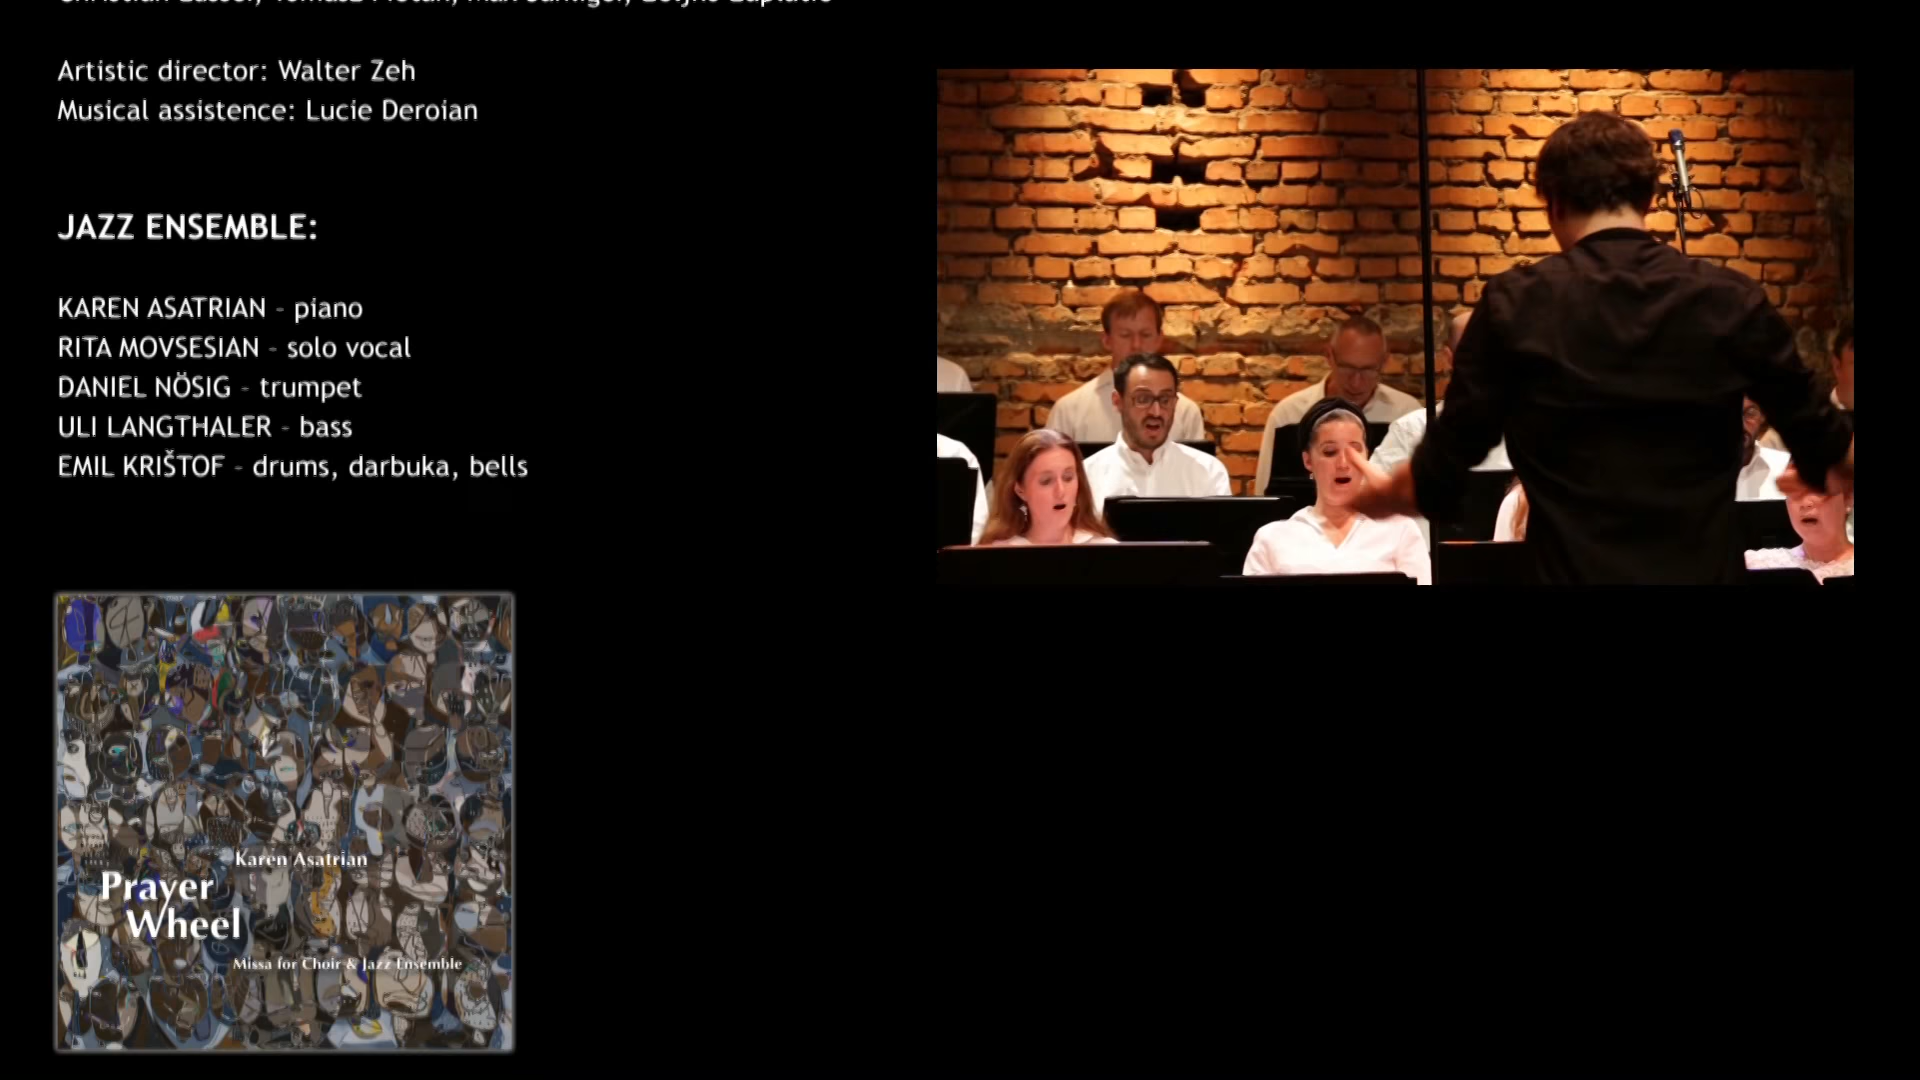 Artistic director: Walter Zeh
Musical assistence: Lucie Deroian
JAZZ ENSEMBLE:
KAREN ASATRIAN - piano
RITA MOVSESIAN - solo vocal
DANIEL NÖSIG - trumpet
ULI LANGTHALER - bass
EMIL KRIŠTOF - drums, darbuka, bells
Karen Asatrian
Prayer
Wheel
Missa for Choir & Jazz Ensemble